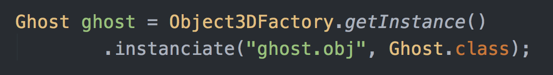 Ghost ghost = Object3DFactory.getInstance()
.instanciate("ghost.obj", Ghost.class);